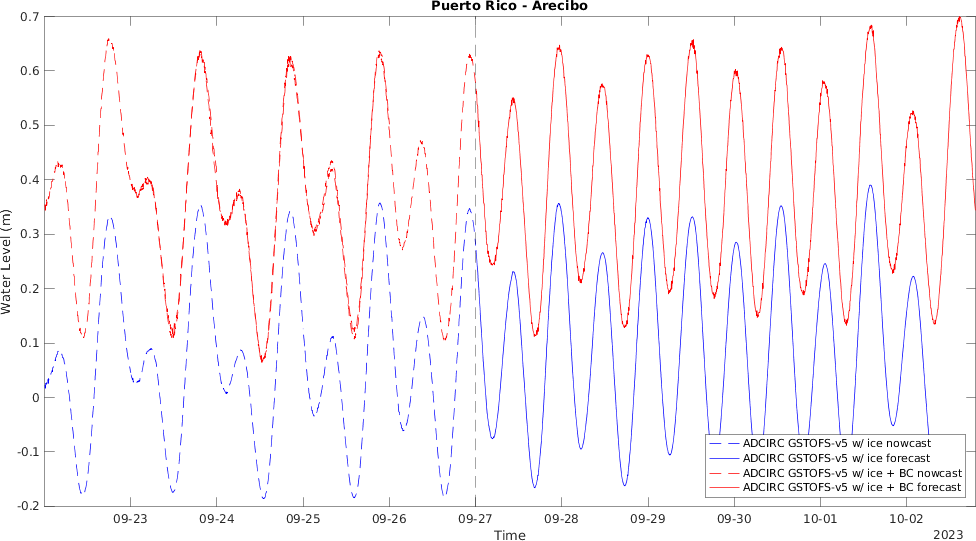 Puerto Rico - Arecibo
0.7
0.6
0.5
0.4
0.3
0.2
0.1
0
-0.1
-0.2
Water Level (m)
ADCIRC GSTOFS-v5 w/ ice nowcast
ADCIRC GSTOFS-v5 w/ ice forecast
ADCIRC GSTOFS-v5 w/ ice + BC nowcast
ADCIRC GSTOFS-v5 w/ ice + BC forecast
09-23 09-24 09-25 09-26 09-27 09-28 09-29 09-30 10-01 10-02
Time
2023